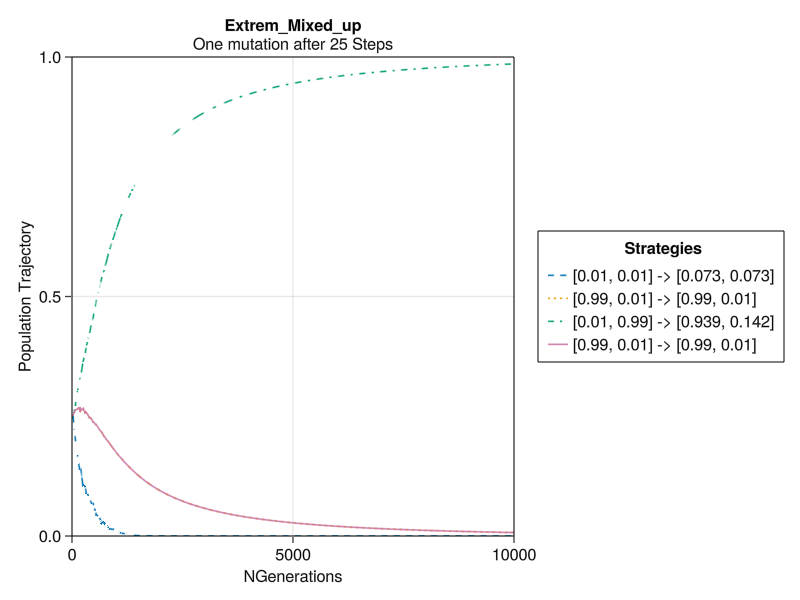 Extrem_Mixed_up
One mutation after 25 Steps
1.0
0.5
0.0
Population Trajectory
0
5000
10000
NGenerations
Strategies
[0.01, 0.01] -> [0.073, 0.073]
[0.99, 0.01] -> [0.99, 0.01]
[0.01, 0.99] -> [0.939, 0.142]
[0.99, 0.01] -> [0.99, 0.01]